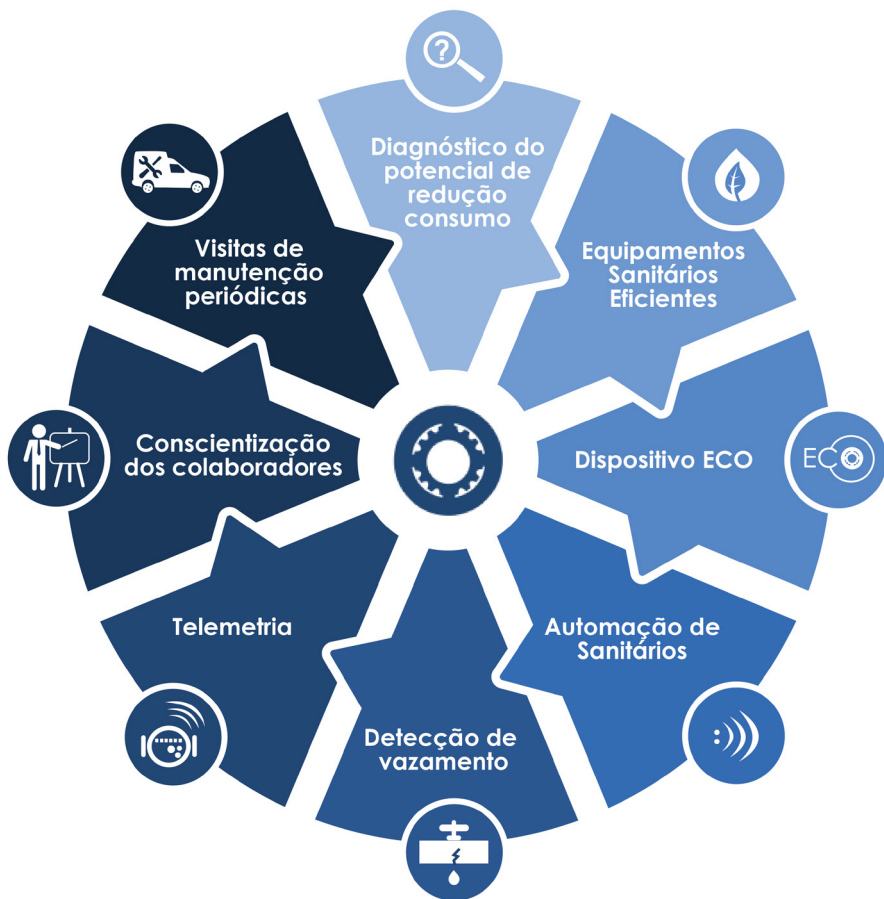 Diagnóstico do
potencial de
redução
consumo
Equipamentos
Sanitários
Eficientes
Dispositivo ECO
ECO
Automação de
Sanitários
Detecção de
vazamento
Telemetria
Conscientização
dos colaboradores
Visitas de
manutenção
periódicas